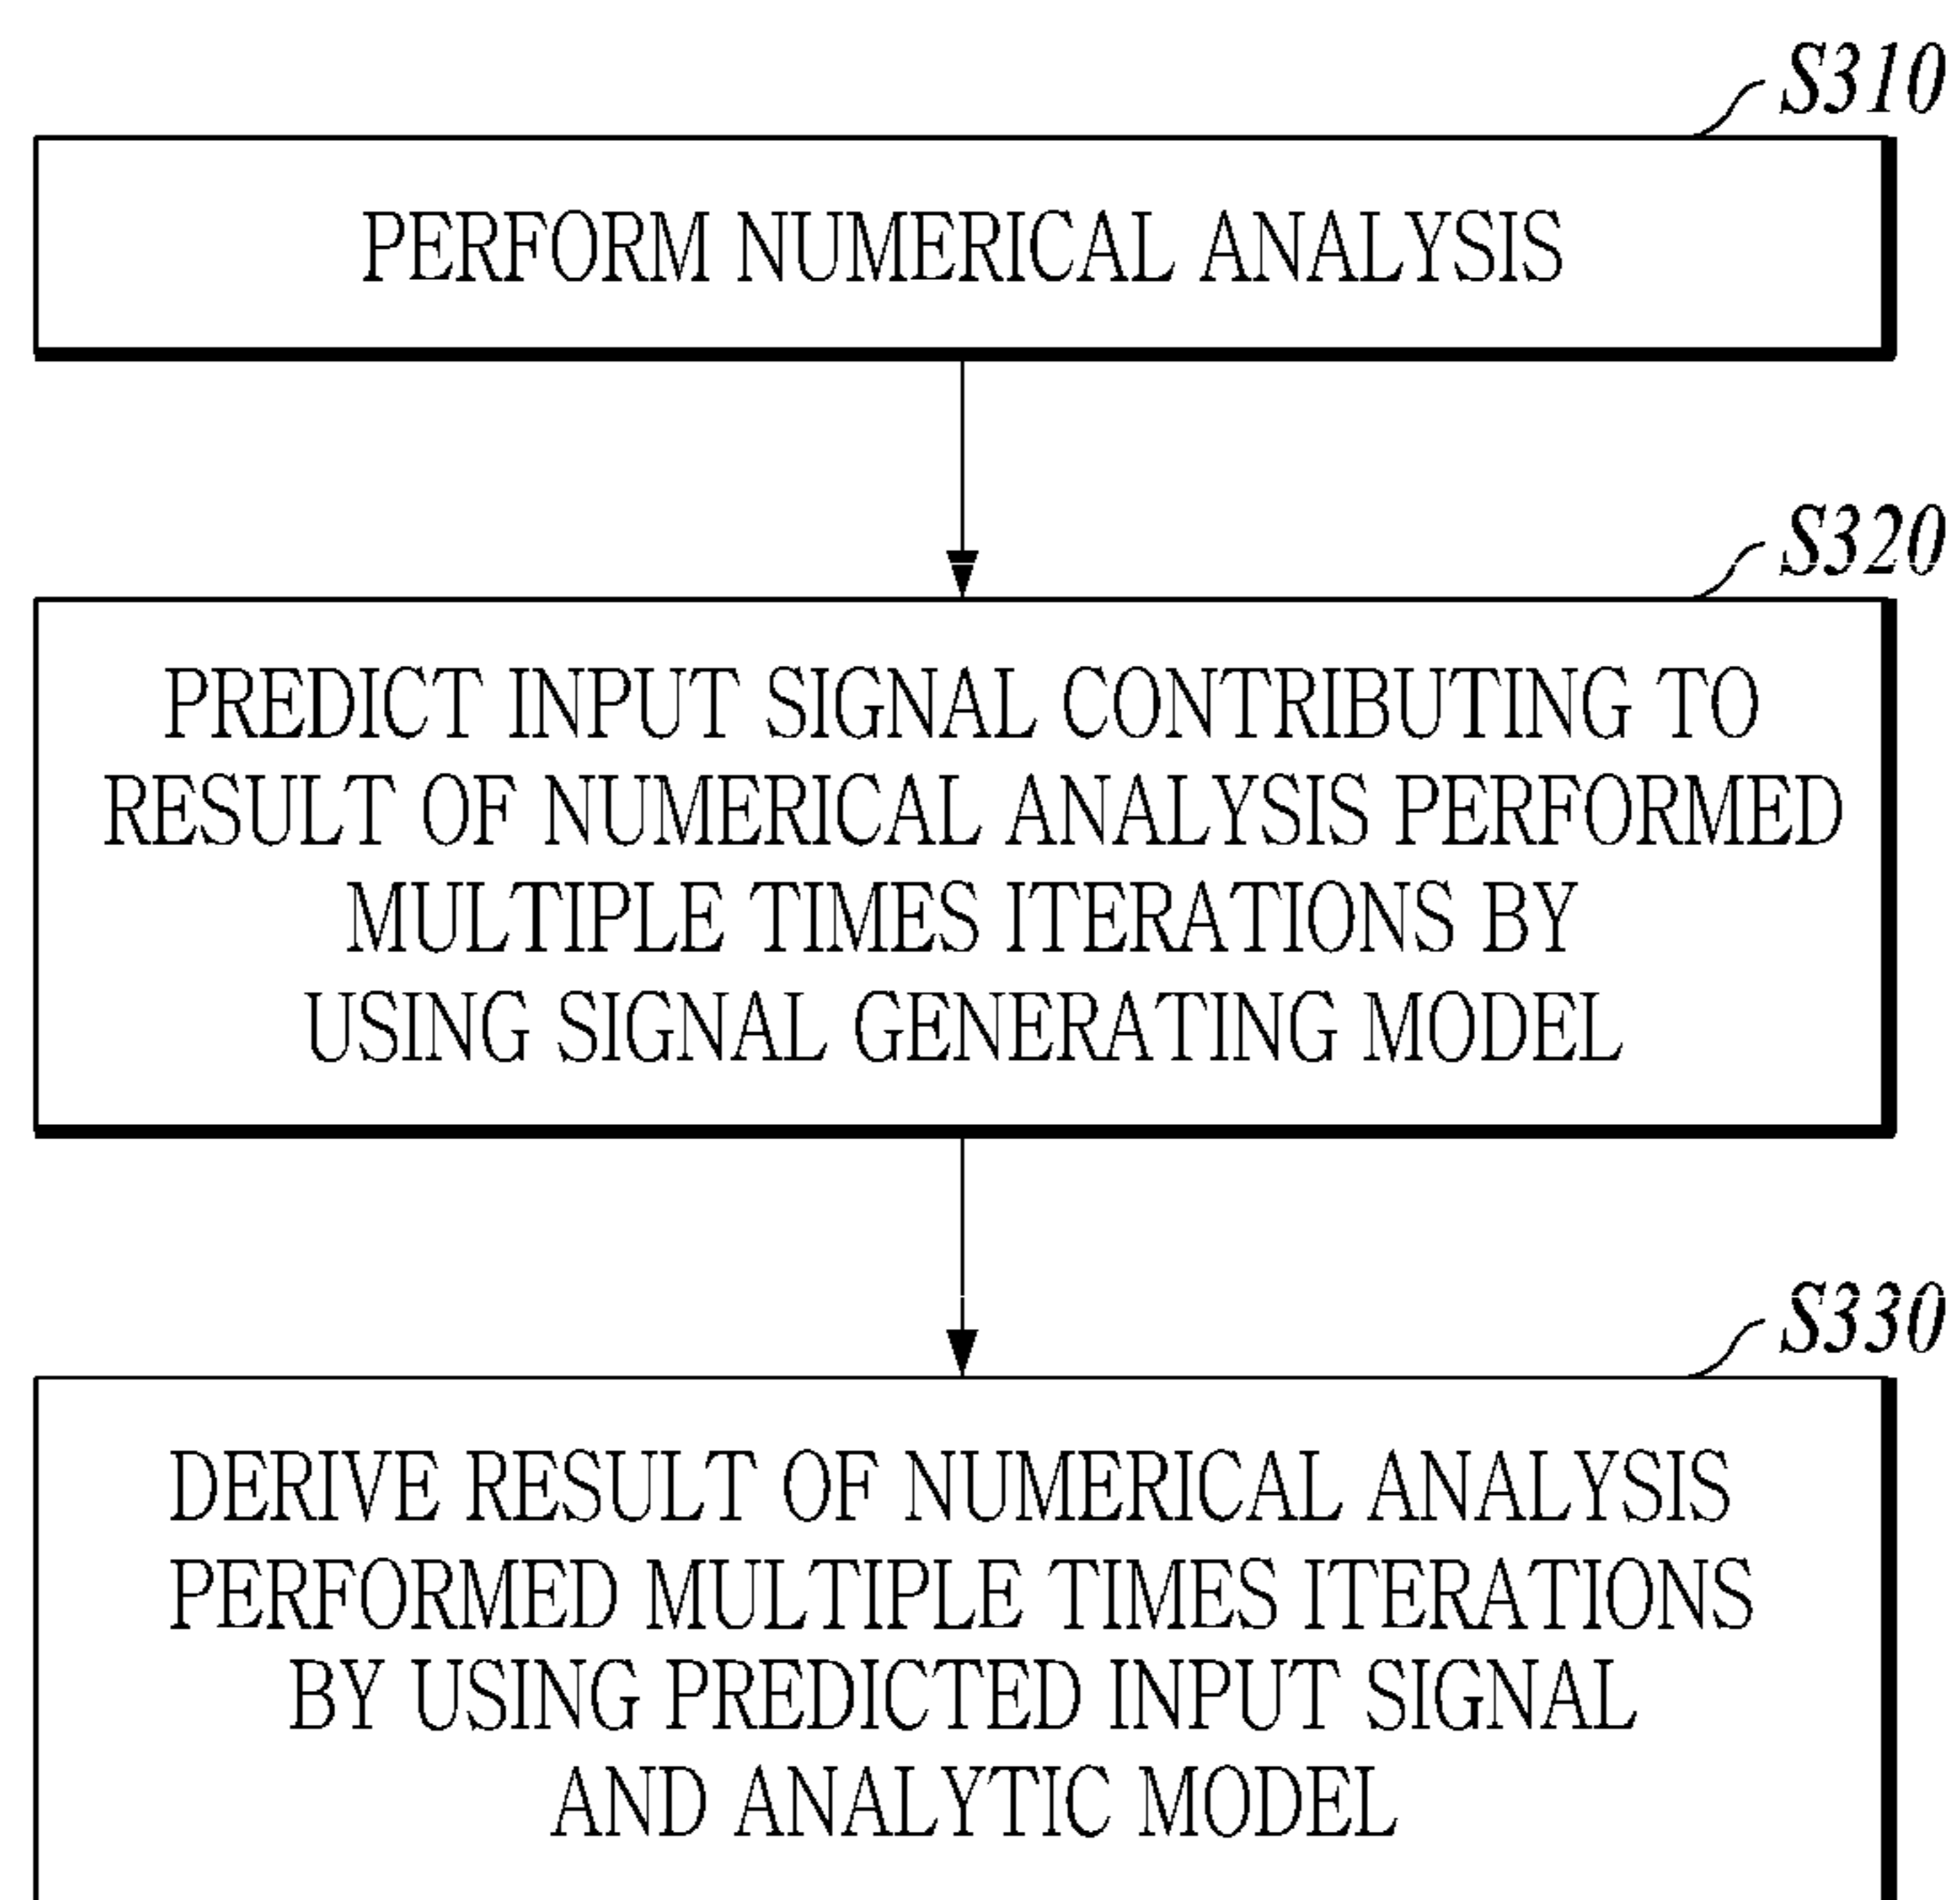 S310
PERFORM NUMERICAL ANALYSIS
S320
PREDICT INPUT SIGNAL CONTRIBUTING TO
RESULT OF NUMERICAL ANALYSIS PERFORMED
MULTIPLE TIMES ITERATIONS BY
USING SIGNAL GENERATING MODEL
S330
DERIVE RESULT OF NUMERICAL ANALYSIS
PERFORMED MULTIPLE TIMES ITERATIONS
BY USING PREDICTED INPUT SIGNAL
AND ANALYTIC MODEL